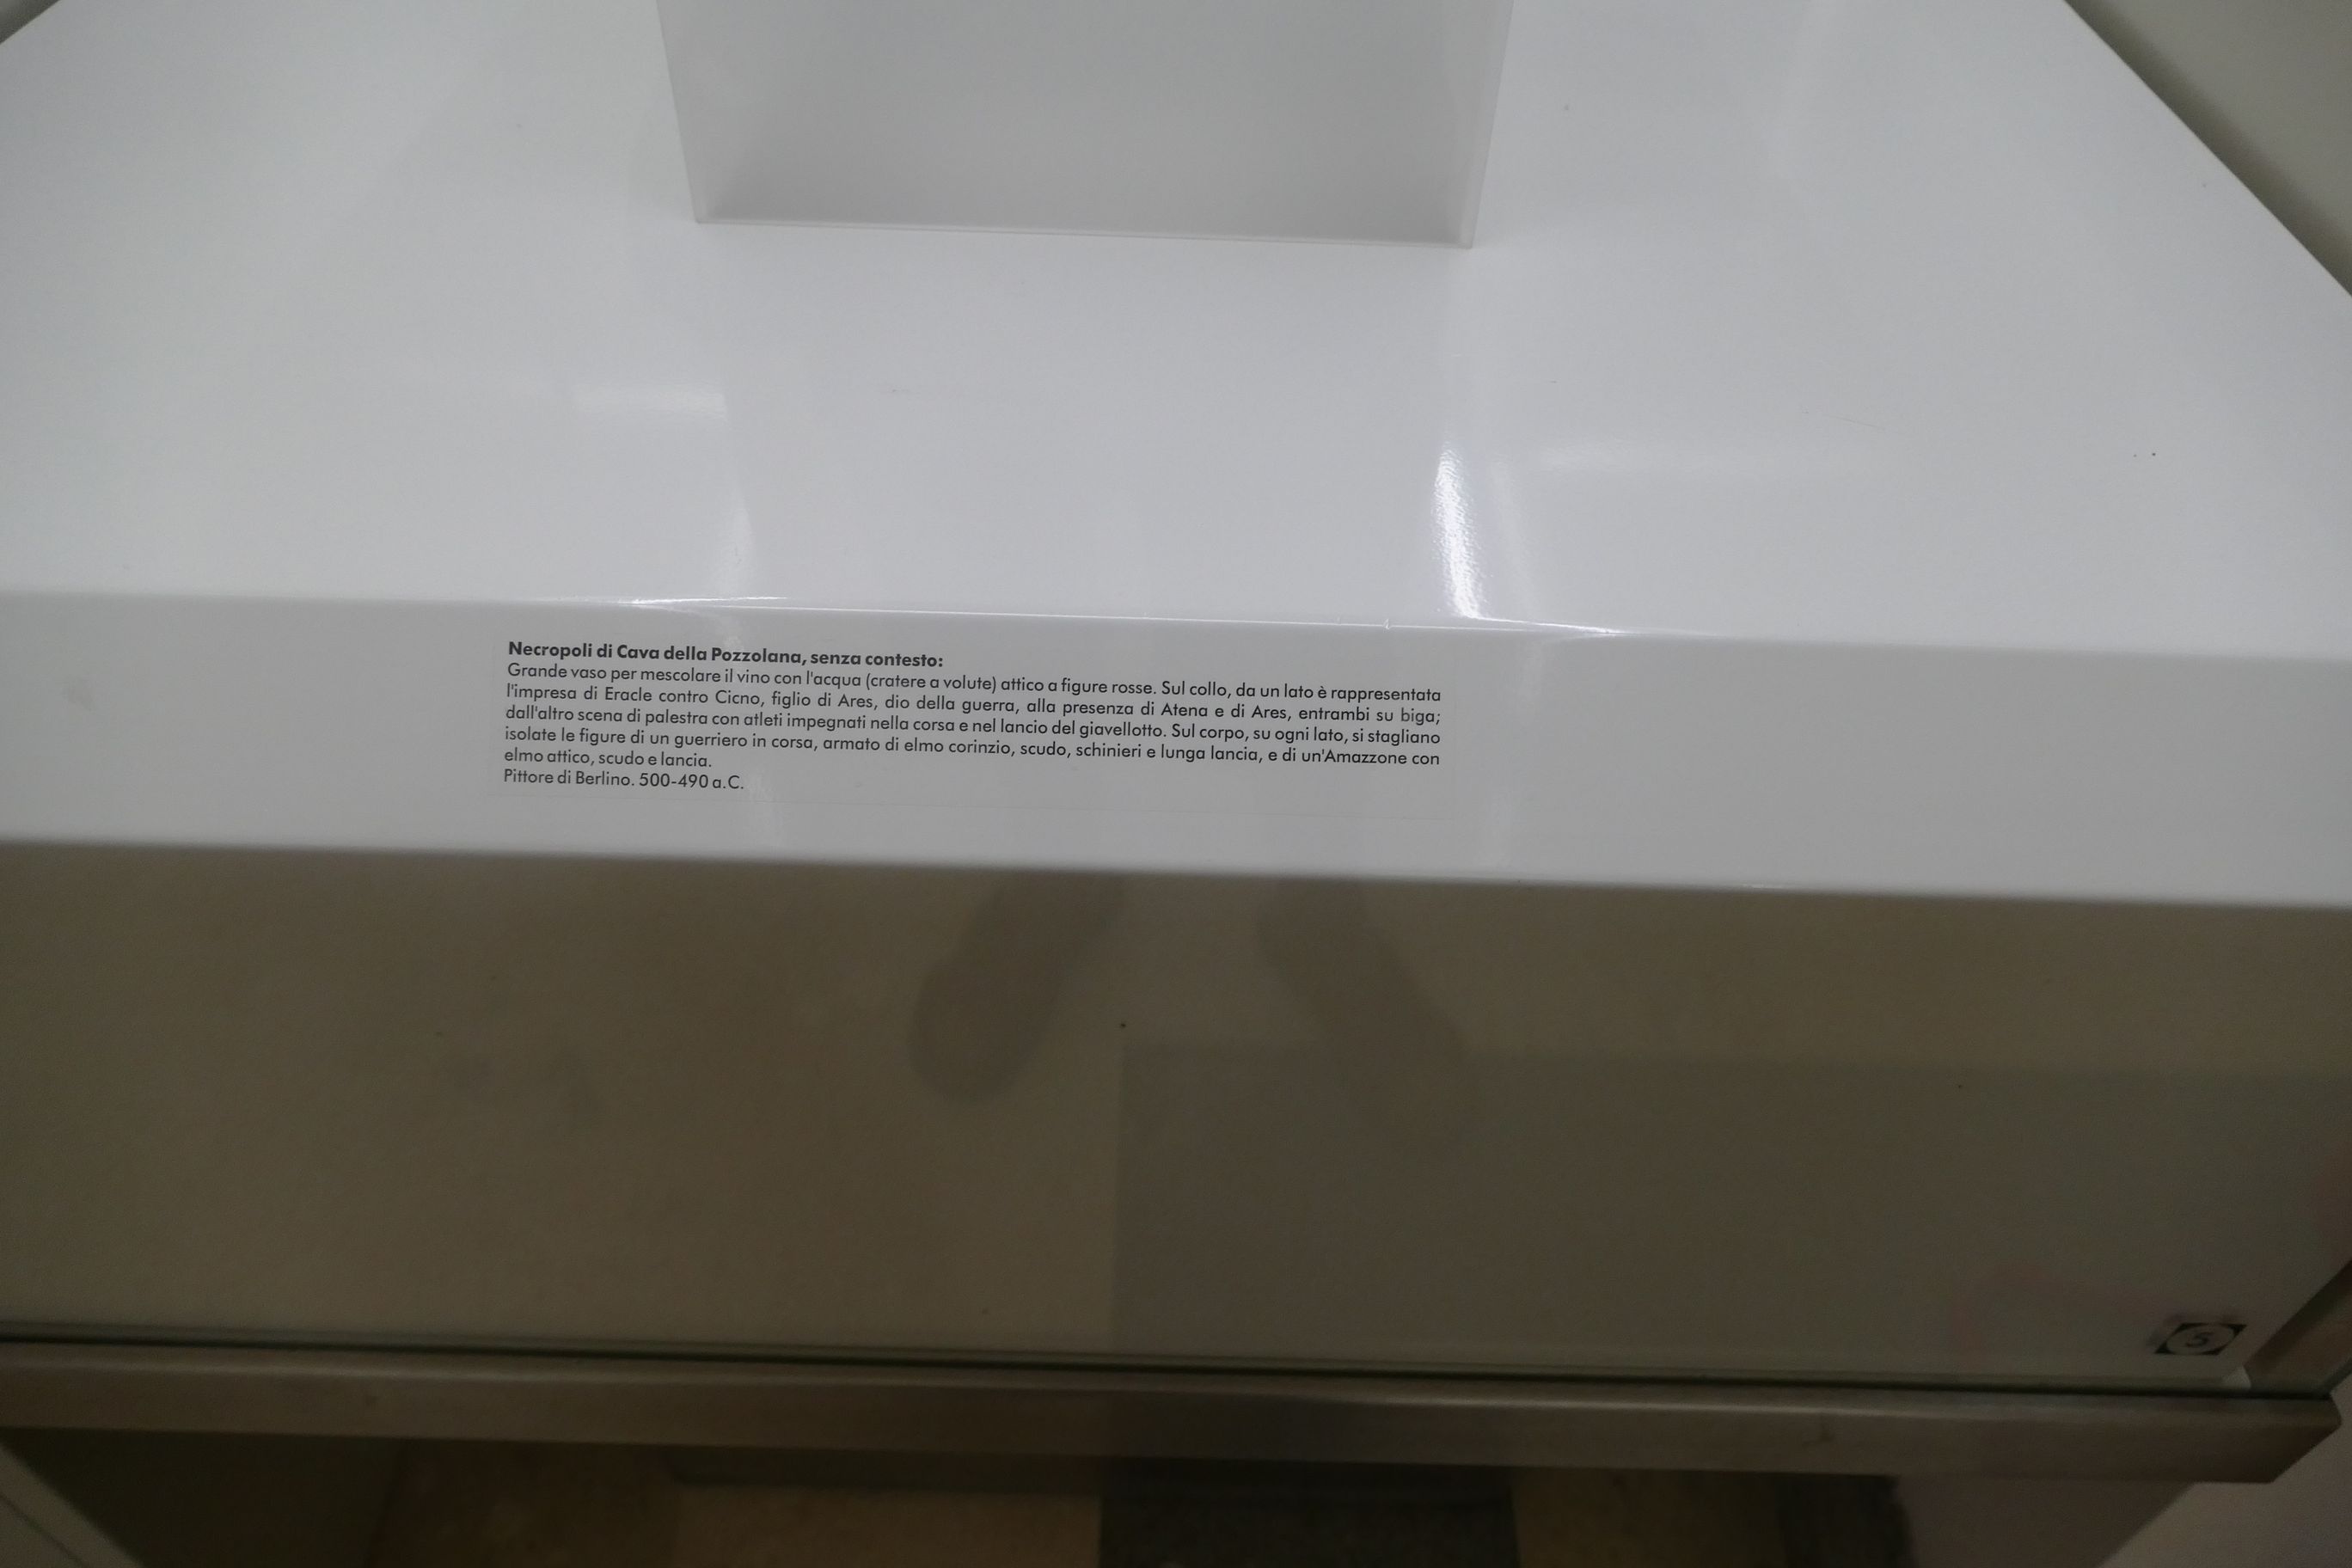 Necropoli di Cava della Pozzolana, senza contesto:
Grande vaso per mescolare il vino con l'acqua (cratere a volute) attico a figure rosse. Sul collo, da un lato è rappresentata
l'impresa di Eracle contro Cicno, figlio di Ares, dio della guerra, alla presenza di Atena e di Ares, entrambi su biga;
dall'altro scena di palestra con atleti impegnati nella corsa e nel lancio del giavellotto. Sul corpo, su ogni lato, si stagliano
isolate le figure di un guerriero in corsa, armato di elmo corinzio, scudo, schinieri e lunga lancia, e di un'Amazzone con
elmo attico, scudo e lancia.
Pittore di Berlino. 500-490 a.C.
5